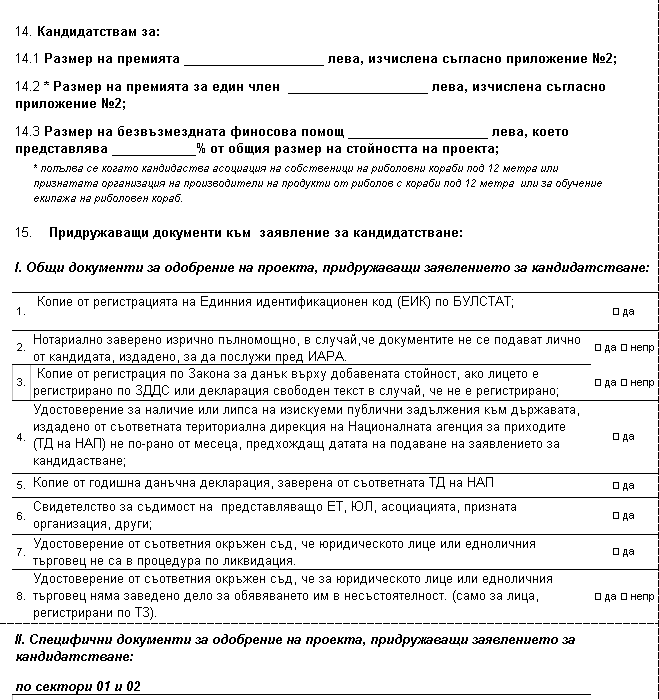 14. Кандидатствам за:
14.1 Размер на премията ____________________ лева, изчислена съгласно приложение №2;
14.2 * Размер на премията за един член ____________________ лева, изчислена съгласно
приложение №2;
14.3 Размер на безвъзмездната финосова помощ ____________________ лева, което
представлява ____________% от общия размер на стойността на проекта;
* попълва се когато кандидаства асоциация на собственици на риболовни кораби под 12 метра или
признатата организация на производители на продукти от риболов с кораби под 12 метра или за обучение
екипажа на риболовен кораб.
15. Придружаващи документи към заявление за кандидатстване:
I. Общи документи за одобрение на проекта, придружаващи заявлението за кандидатстване:
1. Копие от регистрацията на Единния идентификационен код (ЕИК) по БУЛСТАТ; □ да
2. Нотариално заверено изрично пълномощно, в случай,че документите не се подават лично
от кандидата, издадено, за да послужи пред ИАРА. □ да □ непр
3. Копие от регистрация по Закона за данък върху добавената стойност, ако лицето е
регистрирано по ЗДДС или декларация свободен текст в случай, че не е регистрирано; □ да □ непр
4. Удостоверение за наличие или липса на изискуеми публични задължения към държавата,
издадено от съответната териториална дирекция на Националната агенция за приходите
(ТД на НАП) не по-рано от месеца, предхождащ датата на подаване на заявлението за
кандидастване; □ да
5. Копие от годишна данъчна декларация, заверена от съответната ТД на НАП □ да
6. Свидетелство за съдимост на представляващо ЕТ, ЮЛ, асоциацията, призната
организация, други; □ да
7. Удостоверение от съответния окръжен съд, че юридическото лице или едноличния
търговец не са в процедура по ликвидация. □ да
8. Удостоверение от съответния окръжен съд, че за юридическото лице или едноличния
търговец няма заведено дело за обявяването им в несъстоятелност. (само за лица,
регистрирани по ТЗ). □ да □ непр
II. Специфични документи за одобрение на проекта, придружаващи заявлението за
кандидатстване:
по сектори 01 и 02